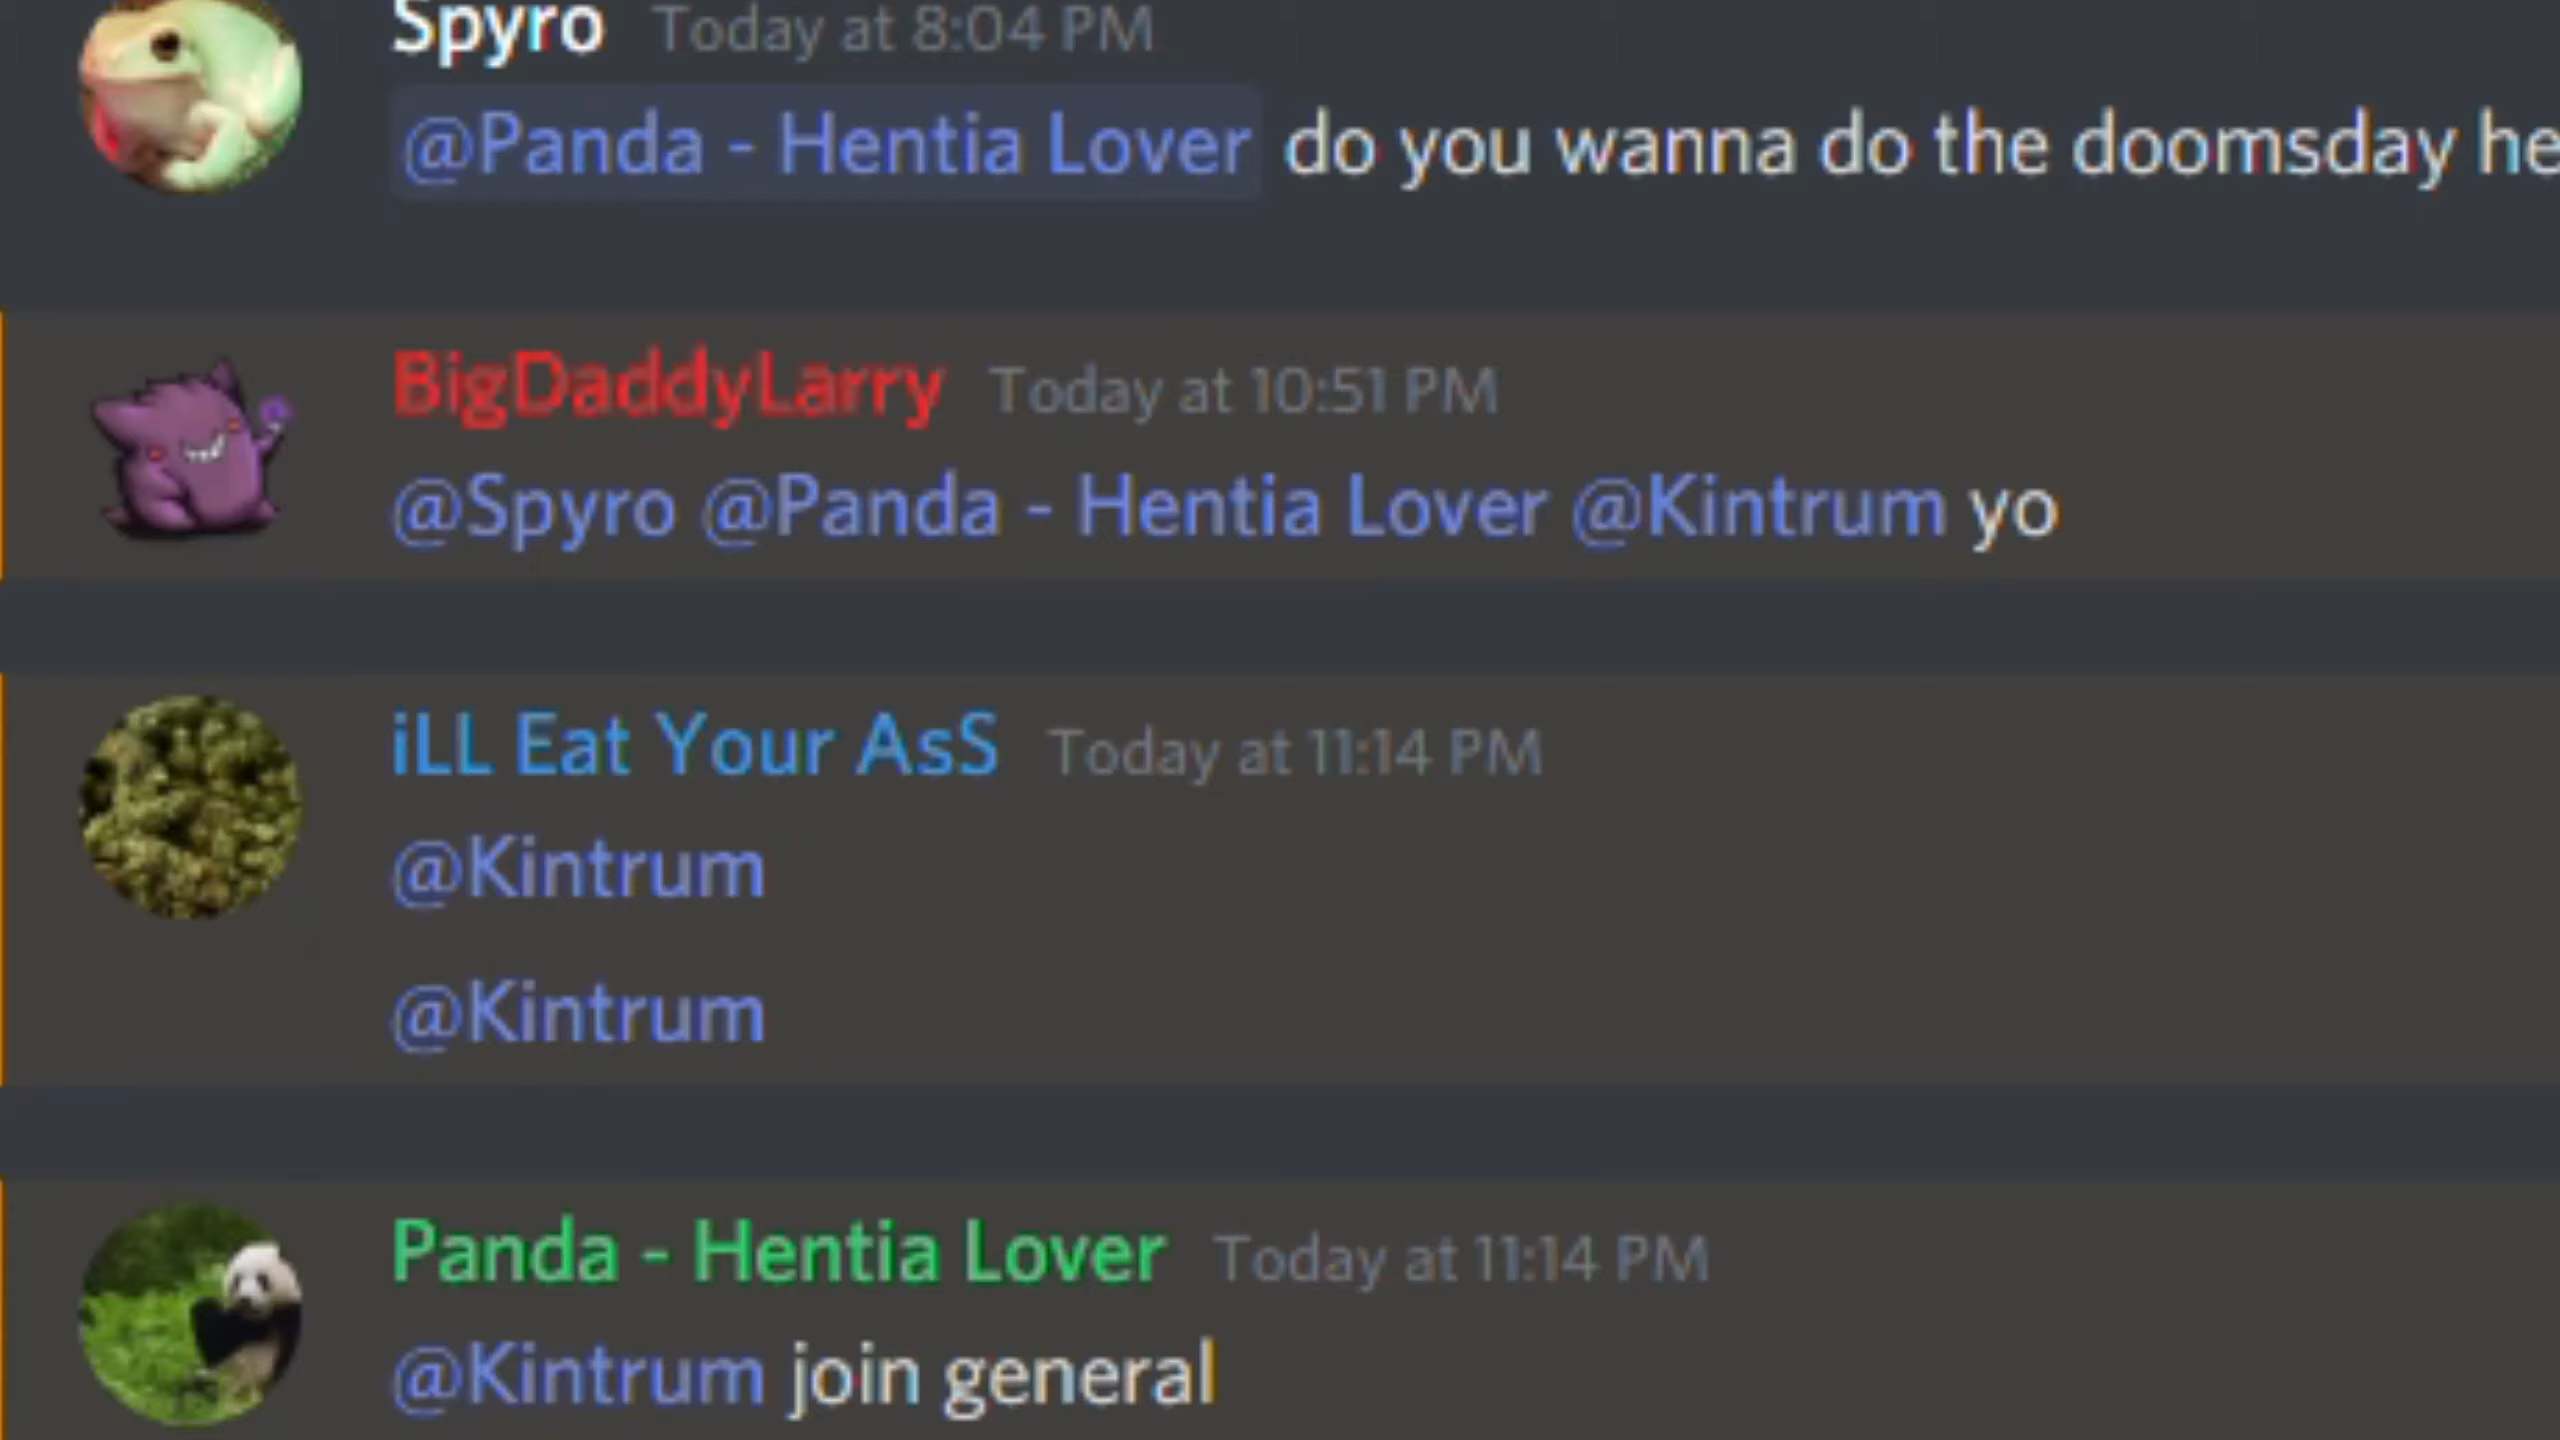 Spyro Today at 8:04 PM
@Panda - Hentia Lover do you wanna do the doomsday he
BigDaddyLarry Today at 10:51 PM
@Spyro @Panda - Hentia Lover @Kintrum yo
iLL Eat Your AsS Today at 11:14 PM
@Kintrum
@Kintrum
Panda - Hentia Lover Today at 11:14 PM
@Kintrum join general